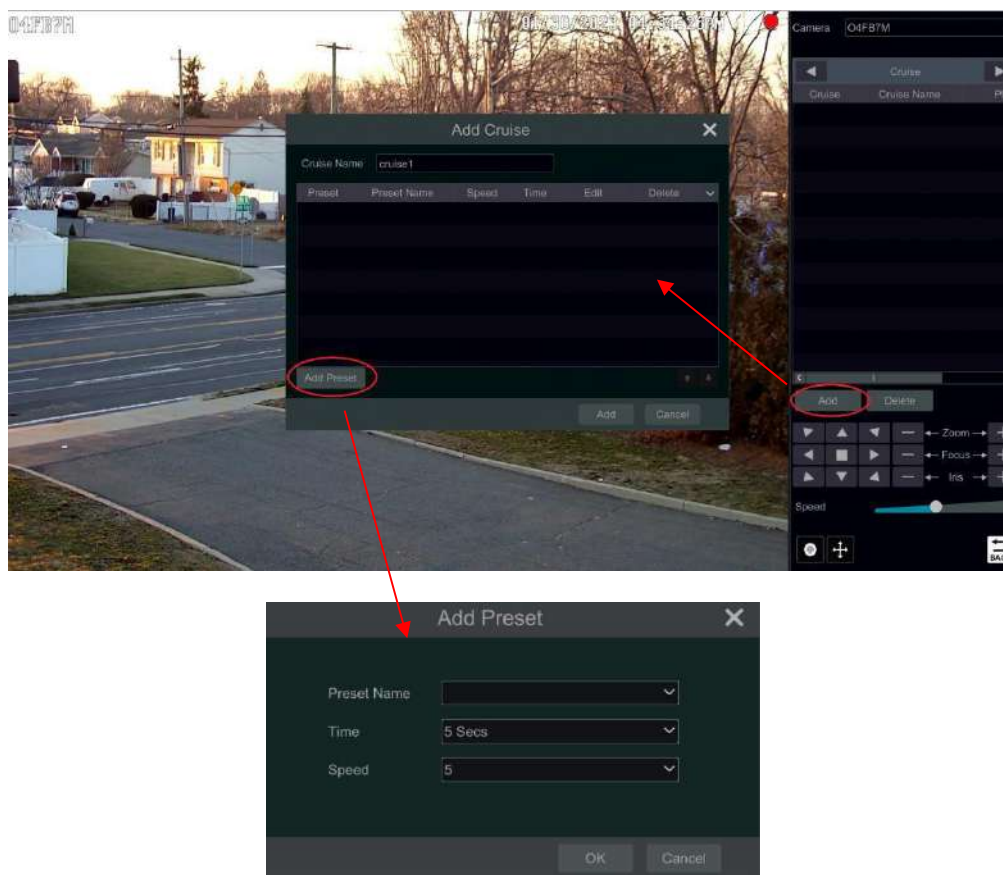 O4FB7M
Camera O4FB7M
Cruise
Cruise Cruise Name
Add Cruise
Cruise Name cruise1
Preset Preset Name Speed Time Edit Delete
Add Preset
Add Cancel
Add Delete
Zoom
Focus
Iris
Speed
Add Preset
Preset Name
Time 5 Secs
Speed 5
OK Cancel